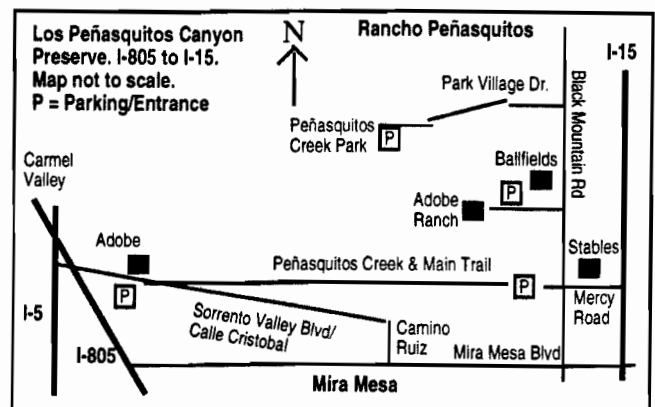 Los Peñasquitos Canyon
Preserve. I-805 to I-15.
Map not to scale.
P = Parking/Entrance
N
Rancho Peñasquitos
I-15
Park Village Dr.
Black Mountain Rd
Peñasquitos
Creek Park
P
Ballfields
P
Adobe
Ranch
Carmel
Valley
Adobe
Stables
Peñasquitos Creek & Main Trail
P
P
Mercy
Road
Sorrento Valley Blvd/
Calle Cristobal
I-5
I-805
Camino
Ruiz
Mira Mesa Blvd
Mira Mesa